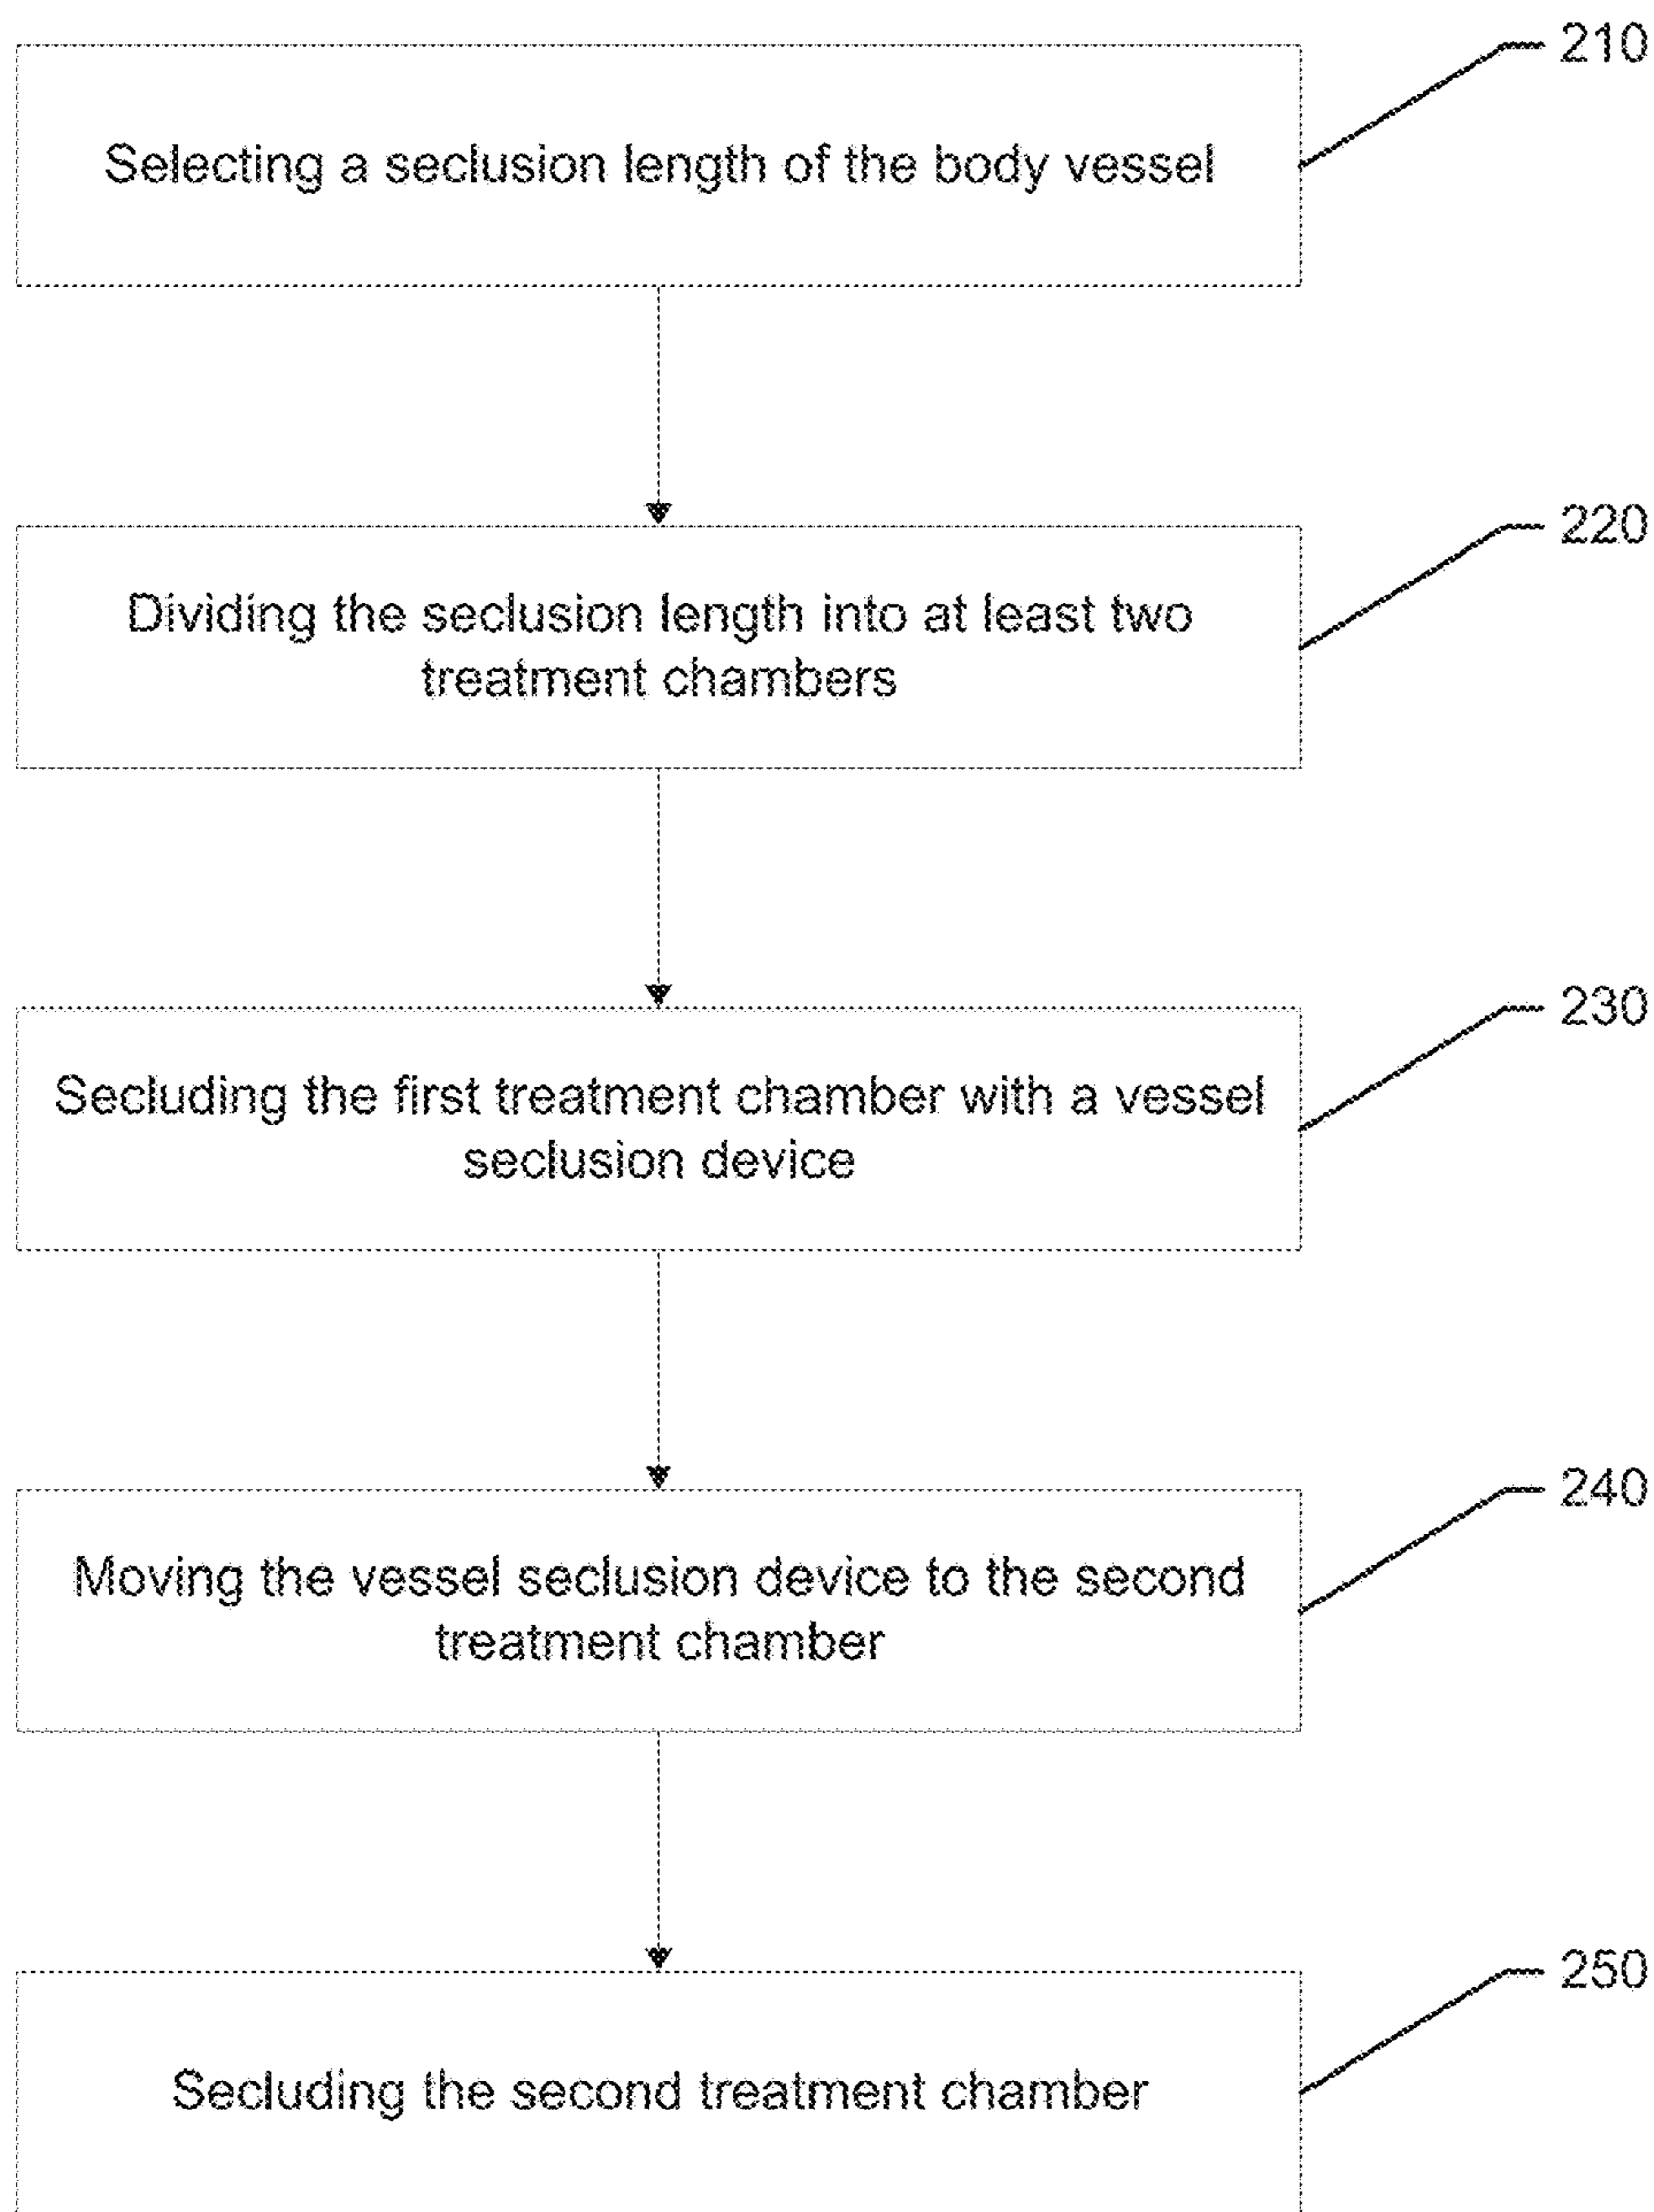 210
Selecting a seclusion length of the body vessel
220
Dividing the seclusion length into at least two
treatment chambers
230
Secluding the first treatment chamber with a vessel
seclusion device
240
Moving the vessel seclusion device to the second
treatment chamber
250
Secluding the second treatment chamber